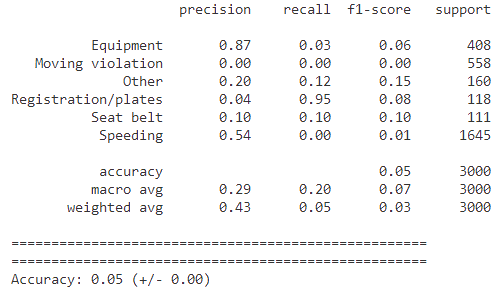 precision recall f1-score support
Equipment 0.87 0.03 0.06 408
Moving violation 0.00 0.00 0.00 558
Other 0.20 0.12 0.15 160
Registration/plates 0.04 0.95 0.08 118
Seat belt 0.10 0.10 0.10 111
Speeding 0.54 0.00 0.01 1645
accuracy 0.05 3000
macro avg 0.29 0.20 0.07 3000
weighted avg 0.43 0.05 0.03 3000
====================================================
====================================================
Accuracy: 0.05 (+/- 0.00)